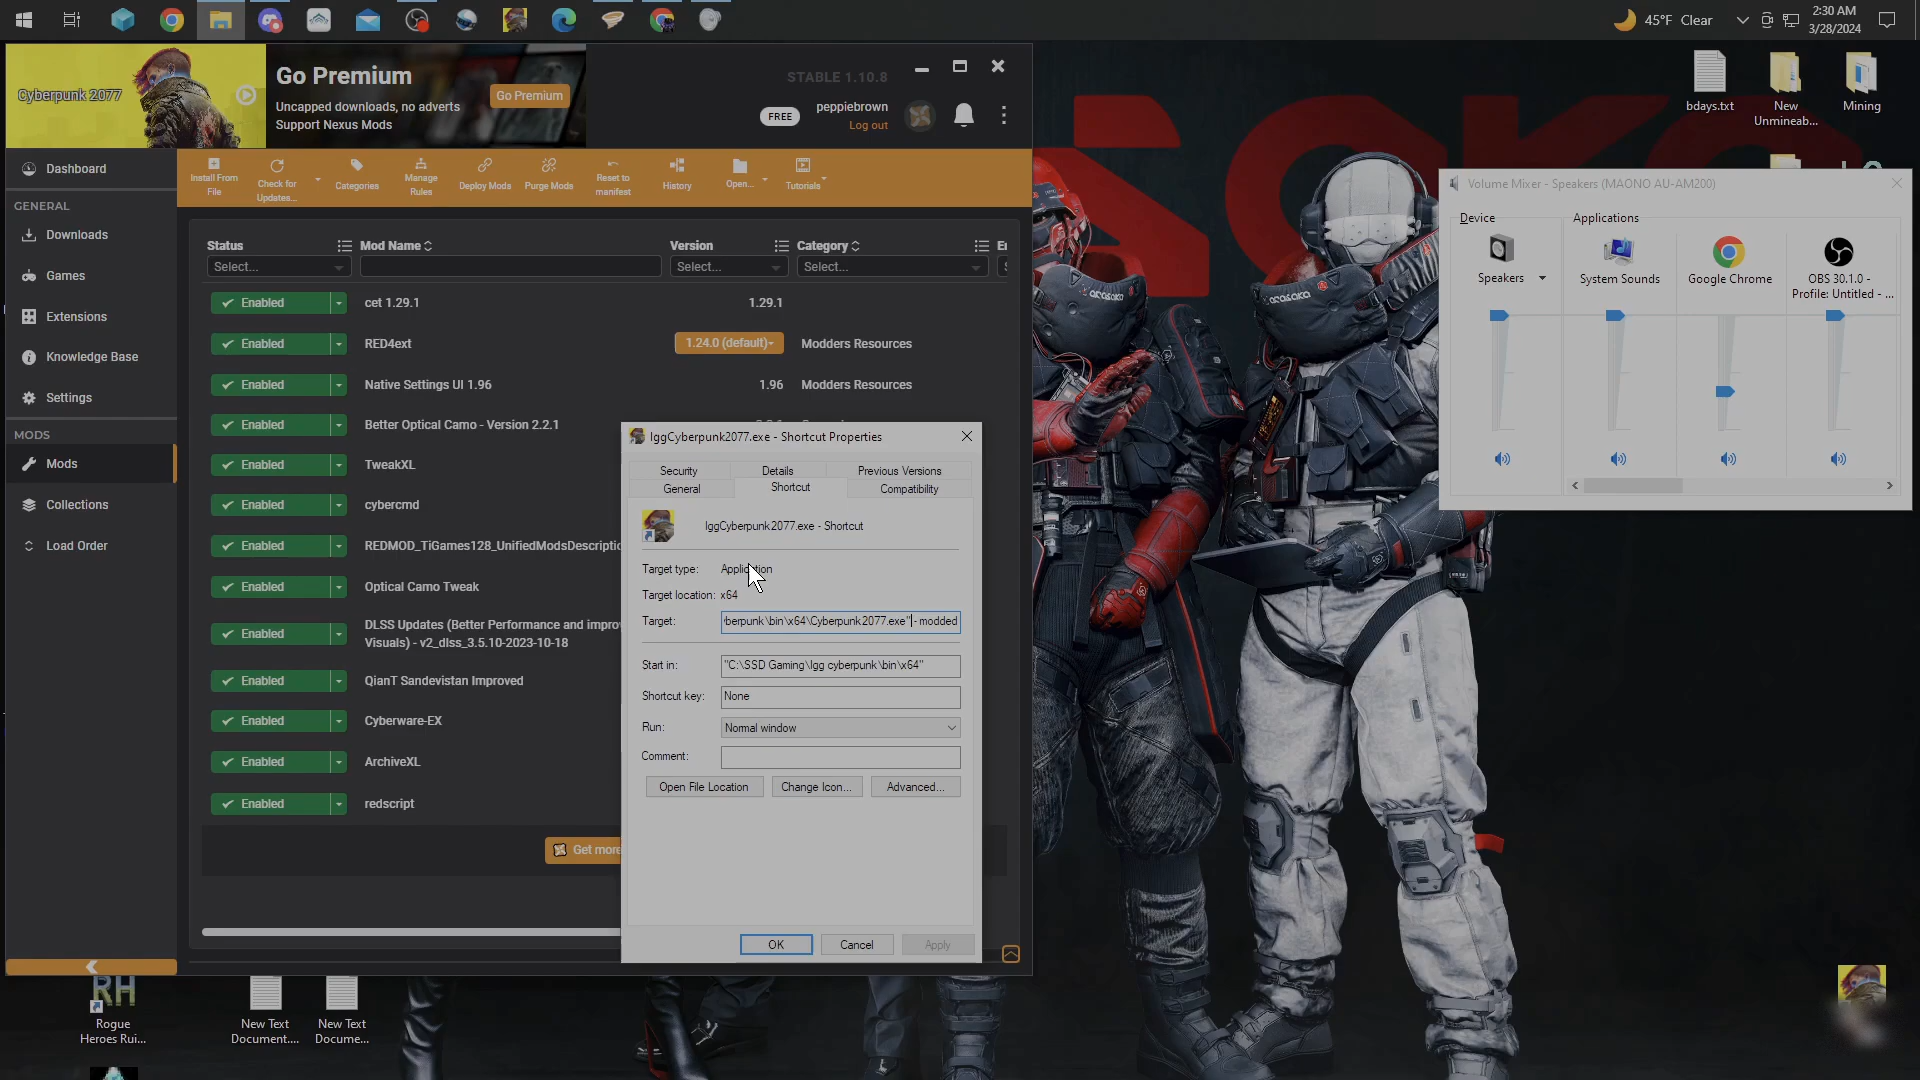 45°F Clear
2:30 AM
3/28/2024
Cyberpunk 2077
Go Premium
Uncapped downloads, no adverts
Support Nexus Mods
Go Premium
STABLE 1.10.8
FREE
peppiebrown
Log out
bdays.txt
New
Unmineab...
Mining
Dashboard
GENERAL
Downloads
Games
Extensions
Knowledge Base
Settings
MODS
Mods
Collections
Load Order
Install From
File
Check for
Updates...
Categories
Manage
Rules
Deploy Mods
Purge Mods
Reset to
manifest
History
Open...
Tutorials
Status
Mod Name
Version
Category
Select...
Select...
Select...
Enabled
cet 1.29.1
1.29.1
Enabled
RED4ext
1.24.0 (default)
Modders Resources
Enabled
Native Settings UI 1.96
1.96
Modders Resources
Enabled
Better Optical Camo - Version 2.2.1
Enabled
TweakXL
Enabled
cybercmd
Enabled
REDMOD_TiGames128_UnifiedModsDescriptio
Enabled
Optical Camo Tweak
Enabled
DLSS Updates (Better Performance and impro
Visuals) - v2_dlss_3.5.10-2023-10-18
Enabled
QianT Sandevistan Improved
Enabled
Cyberware-EX
Enabled
ArchiveXL
Enabled
redscript
Get more
IggCyberpunk2077.exe - Shortcut Properties
Security
Details
Previous Versions
General
Shortcut
Compatibility
IggCyberpunk2077.exe - Shortcut
Target type:
Application
Target location:
x64
Target:
berpunk\bin\x64\Cyberpunk2077.exe" - modded
Start in:
"C:\SSD Gaming\Igg cyberpunk\bin\x64"
Shortcut key:
None
Run:
Normal window
Comment:
Open File Location
Change Icon...
Advanced...
OK
Cancel
Apply
Volume Mixer - Speakers (MAONO AU-AM200)
Device
Applications
Speakers
System Sounds
Google Chrome
OBS 30.1.0 -
Profile: Untitled - ...
arasaka
arasaka
RH
Rogue
Heroes Rui...
New Text
Document....
New Text
Docume...